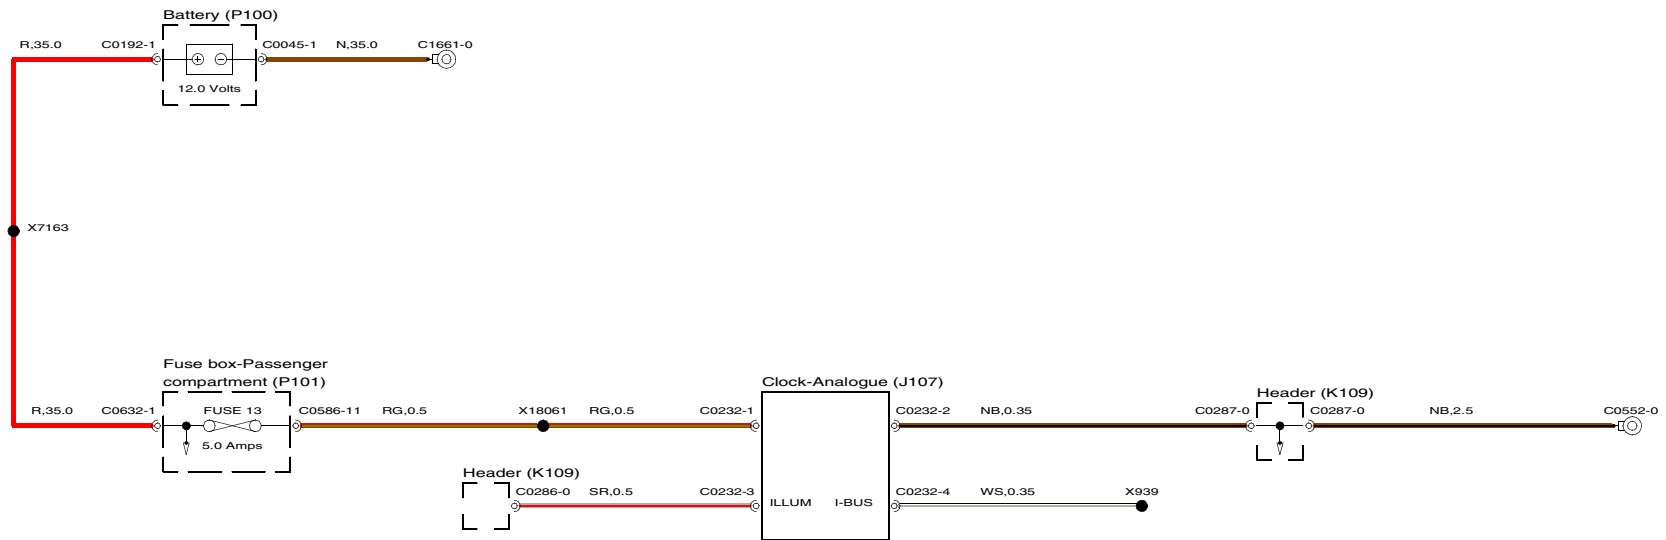 Battery (P100)
R,35.0 C0192-1 C0045-1 N,35.0 C1661-0
12.0 Volts
X7163
Fuse box-Passenger
compartment (P101)
Clock-Analogue (J107)
Header (K109)
R,35.0 C0632-1 FUSE 13 C0586-11 RG,0.5 X18061 RG,0.5 C0232-1 C0232-2 NB,0.35 C0287-0 C0287-0 NB,2.5 C0552-0
5.0 Amps
Header (K109)
C0286-0 SR,0.5 C0232-3 C0232-4 WS,0.35 X939
ILLUM I-BUS